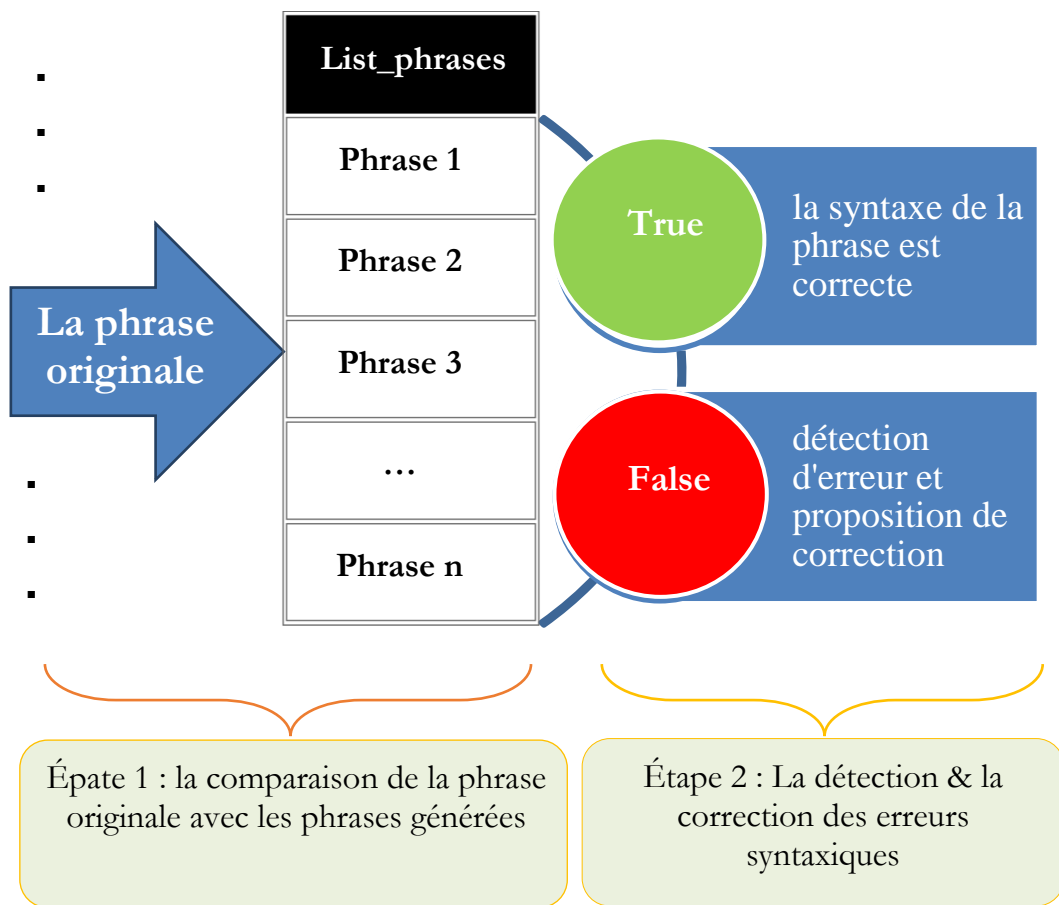 List_phrases
Phrase 1
Phrase 2
Phrase 3
…
Phrase n
La phrase
originale
True
la syntaxe de la
phrase est
correcte
False
détection
d'erreur et
proposition de
correction
Épate 1 : la comparaison de la phrase
originale avec les phrases générées
Étape 2 : La détection & la
correction des erreurs
syntaxiques